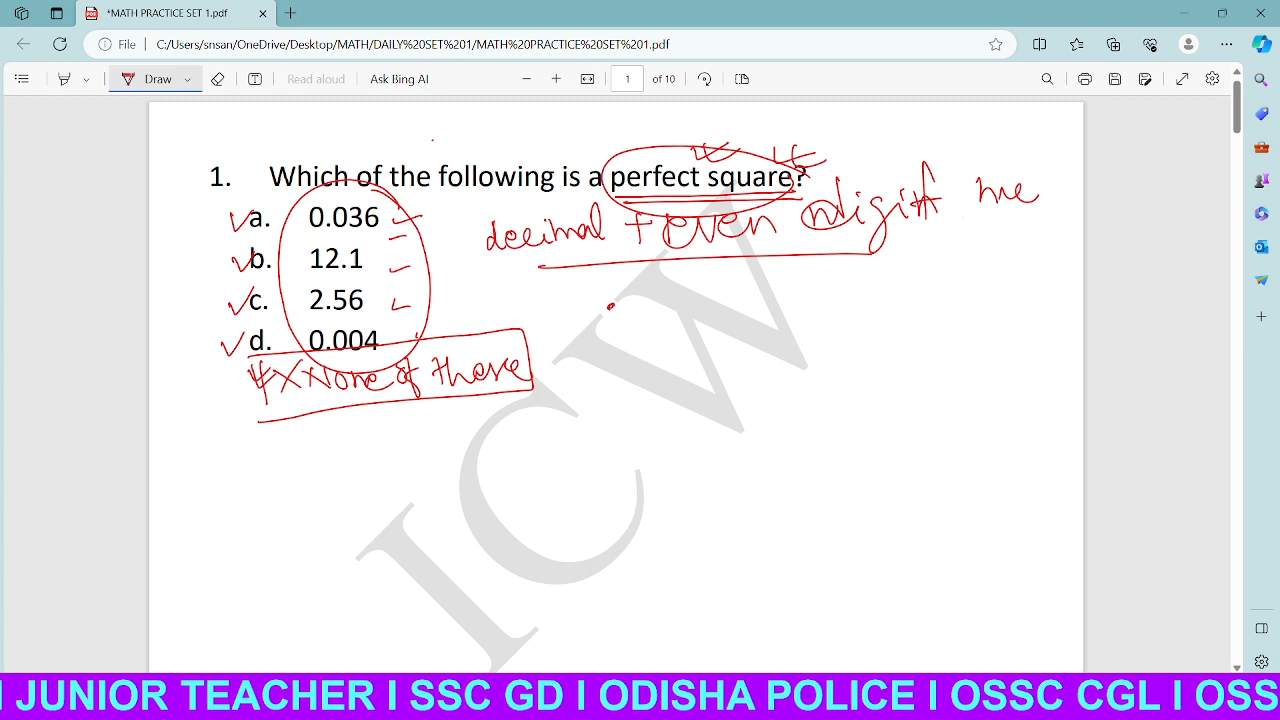 *MATH PRACTICE SET 1.pdf
File C:/Users/snsan/OneDrive/Desktop/MATH/DAILY%20SET%201/MATH%20PRACTICE%20SET%201.pdf
Draw Read aloud Ask Bing AI 1 of 10
1. Which of the following is a perfect square?
a. 0.036
b. 12.1
c. 2.56
d. 0.004
decimal + even digit
None of these
ICW
I JUNIOR TEACHER I SSC GD I ODISHA POLICE I OSSC CGL I OSS